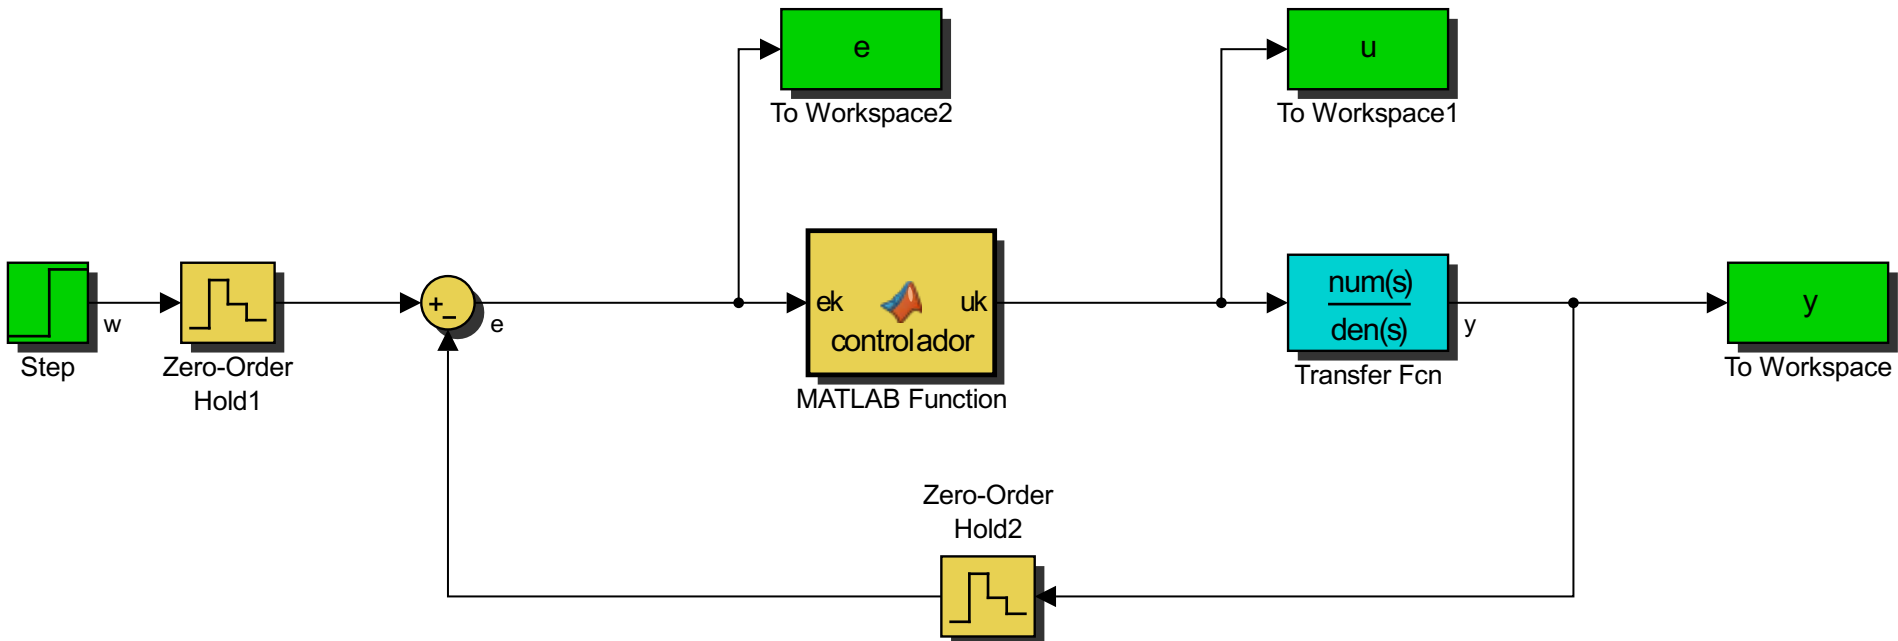 e
To Workspace2
u
To Workspace1
w
Step
Zero-Order
Hold1
+
−
e
ek
uk
controlador
MATLAB Function
num(s)
den(s)
Transfer Fcn
y
y
To Workspace
Zero-Order
Hold2